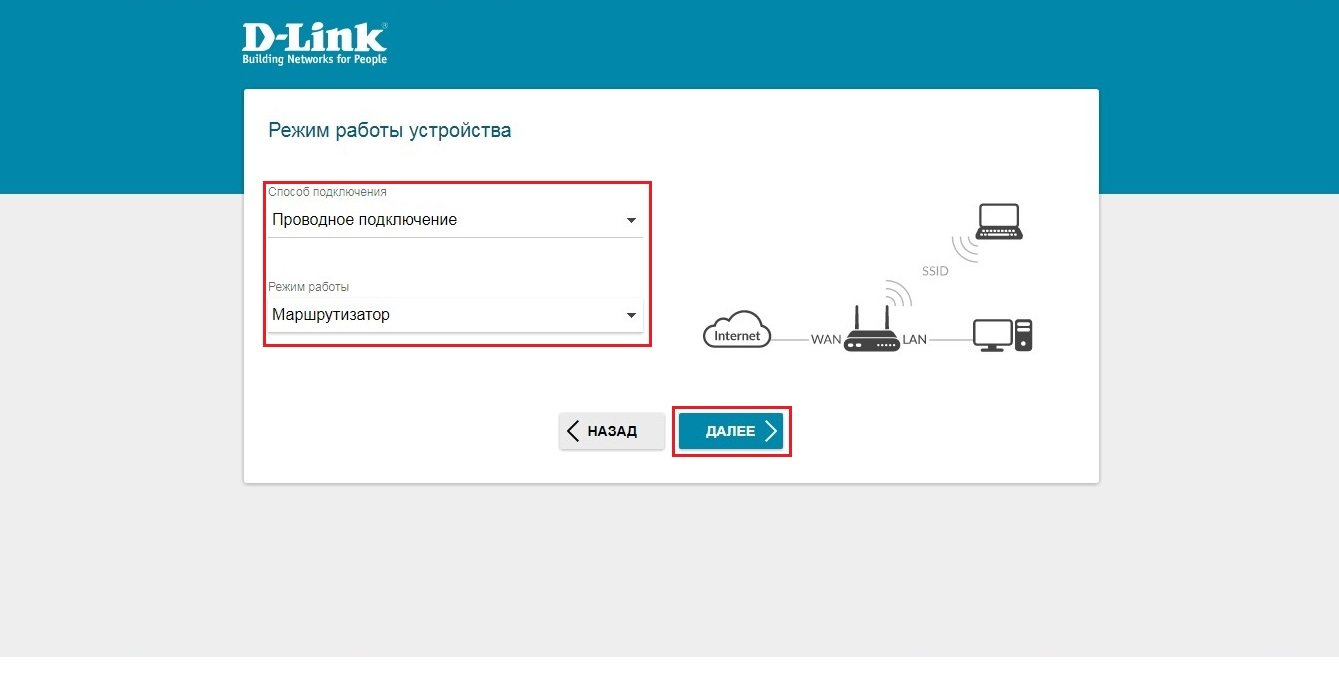 D-Link®
Building Networks for People
Режим работы устройства
Способ подключения
Проводное подключение
Режим работы
Маршрутизатор
SSID
Internet
WAN
LAN
НАЗАД
ДАЛЕЕ